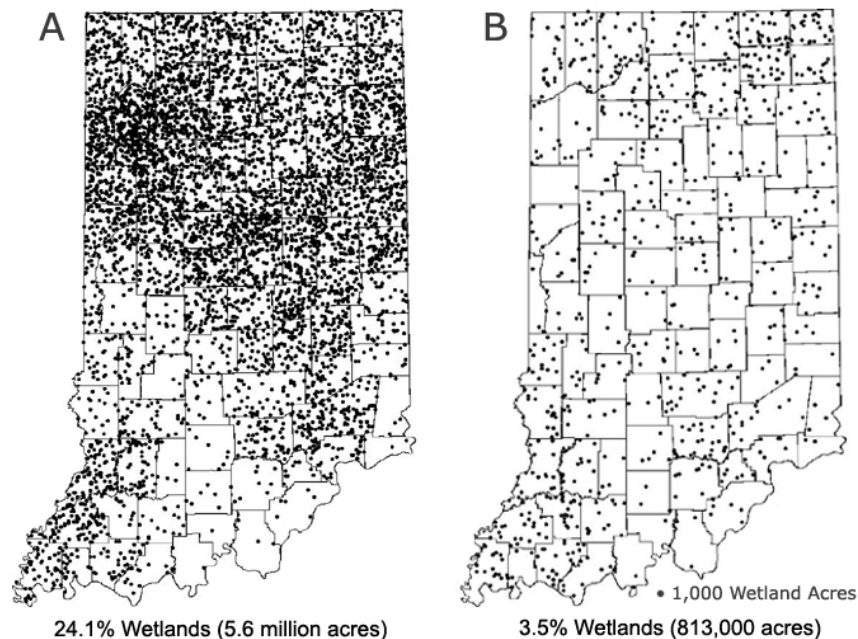 A
B
• 1,000 Wetland Acres
24.1% Wetlands (5.6 million acres)
3.5% Wetlands (813,000 acres)